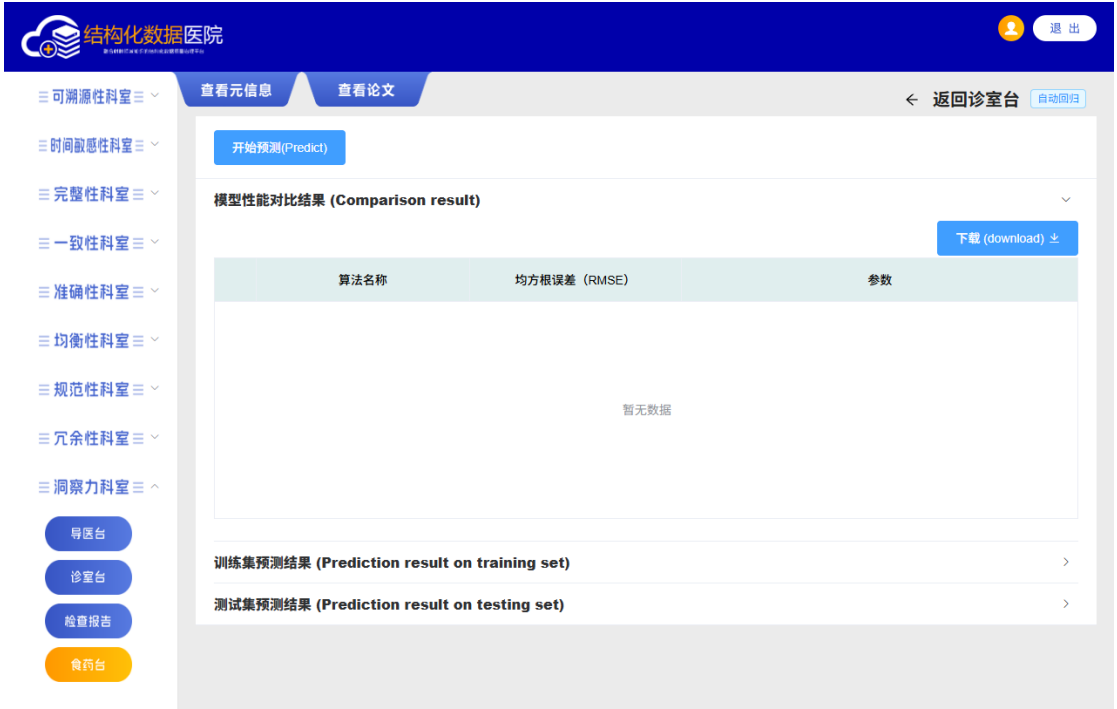 结构化数据医院
退 出
可溯源性科室
时间敏感性科室
完整性科室
一致性科室
准确性科室
均衡性科室
规范性科室
冗余性科室
洞察力科室
导医台
诊室台
检查报告
食药台
查看元信息
查看论文
返回诊室台
自动回归
开始预测(Predict)
模型性能对比结果 (Comparison result)
下载 (download)
算法名称 均方根误差（RMSE） 参数
暂无数据
训练集预测结果 (Prediction result on training set)
测试集预测结果 (Prediction result on testing set)